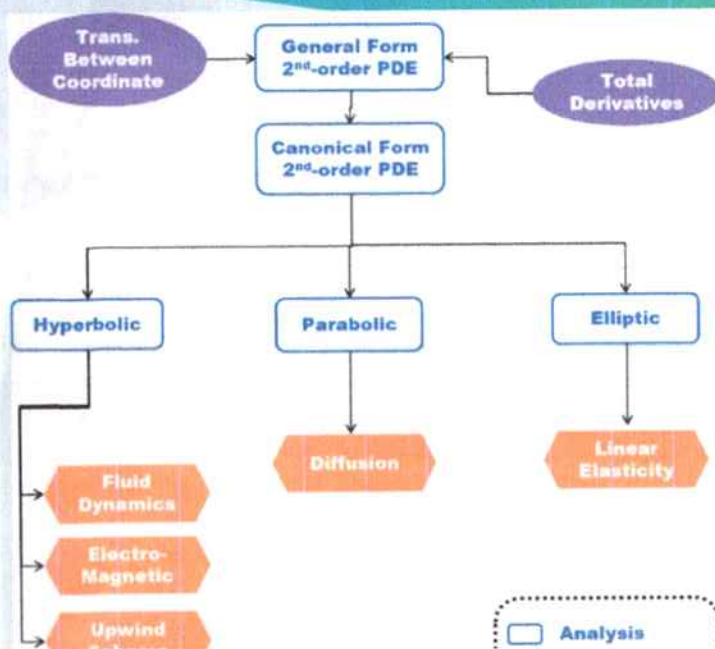 Trans.
Between
Coordinate
General Form
2nd-order PDE
Total
Derivatives
Canonical Form
2nd-order PDE
Hyperbolic
Parabolic
Elliptic
Diffusion
Linear
Elasticity
Fluid
Dynamics
Electro-
Magnetic
Upwind
Analysis